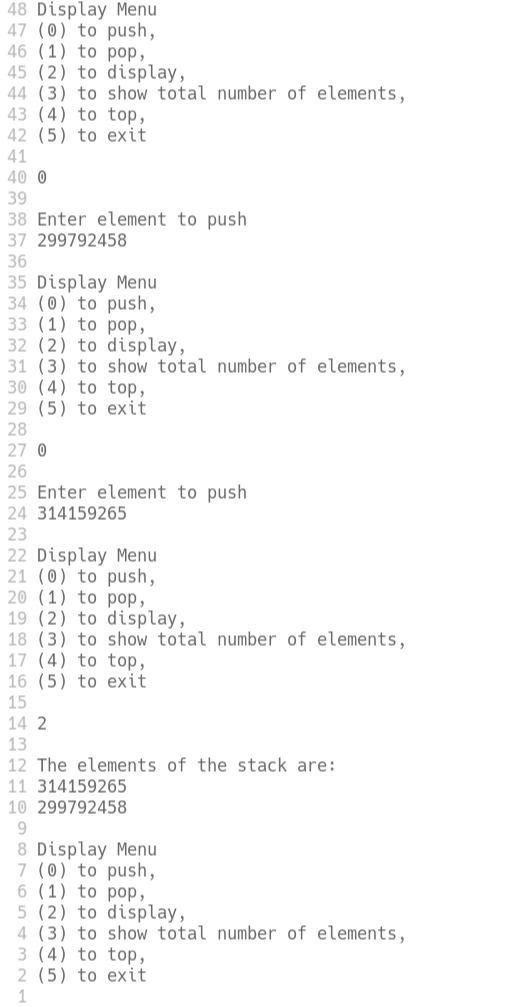 48 Display Menu
47 (0) to push,
46 (1) to pop,
45 (2) to display,
44 (3) to show total number of elements,
43 (4) to top,
42 (5) to exit
41
40 0
39
38 Enter element to push
37 299792458
36
35 Display Menu
34 (0) to push,
33 (1) to pop,
32 (2) to display,
31 (3) to show total number of elements,
30 (4) to top,
29 (5) to exit
28
27 0
26
25 Enter element to push
24 314159265
23
22 Display Menu
21 (0) to push,
20 (1) to pop,
19 (2) to display,
18 (3) to show total number of elements,
17 (4) to top,
16 (5) to exit
15
14 2
13
12 The elements of the stack are:
11 314159265
10 299792458
9
8 Display Menu
7 (0) to push,
6 (1) to pop,
5 (2) to display,
4 (3) to show total number of elements,
3 (4) to top,
2 (5) to exit
1